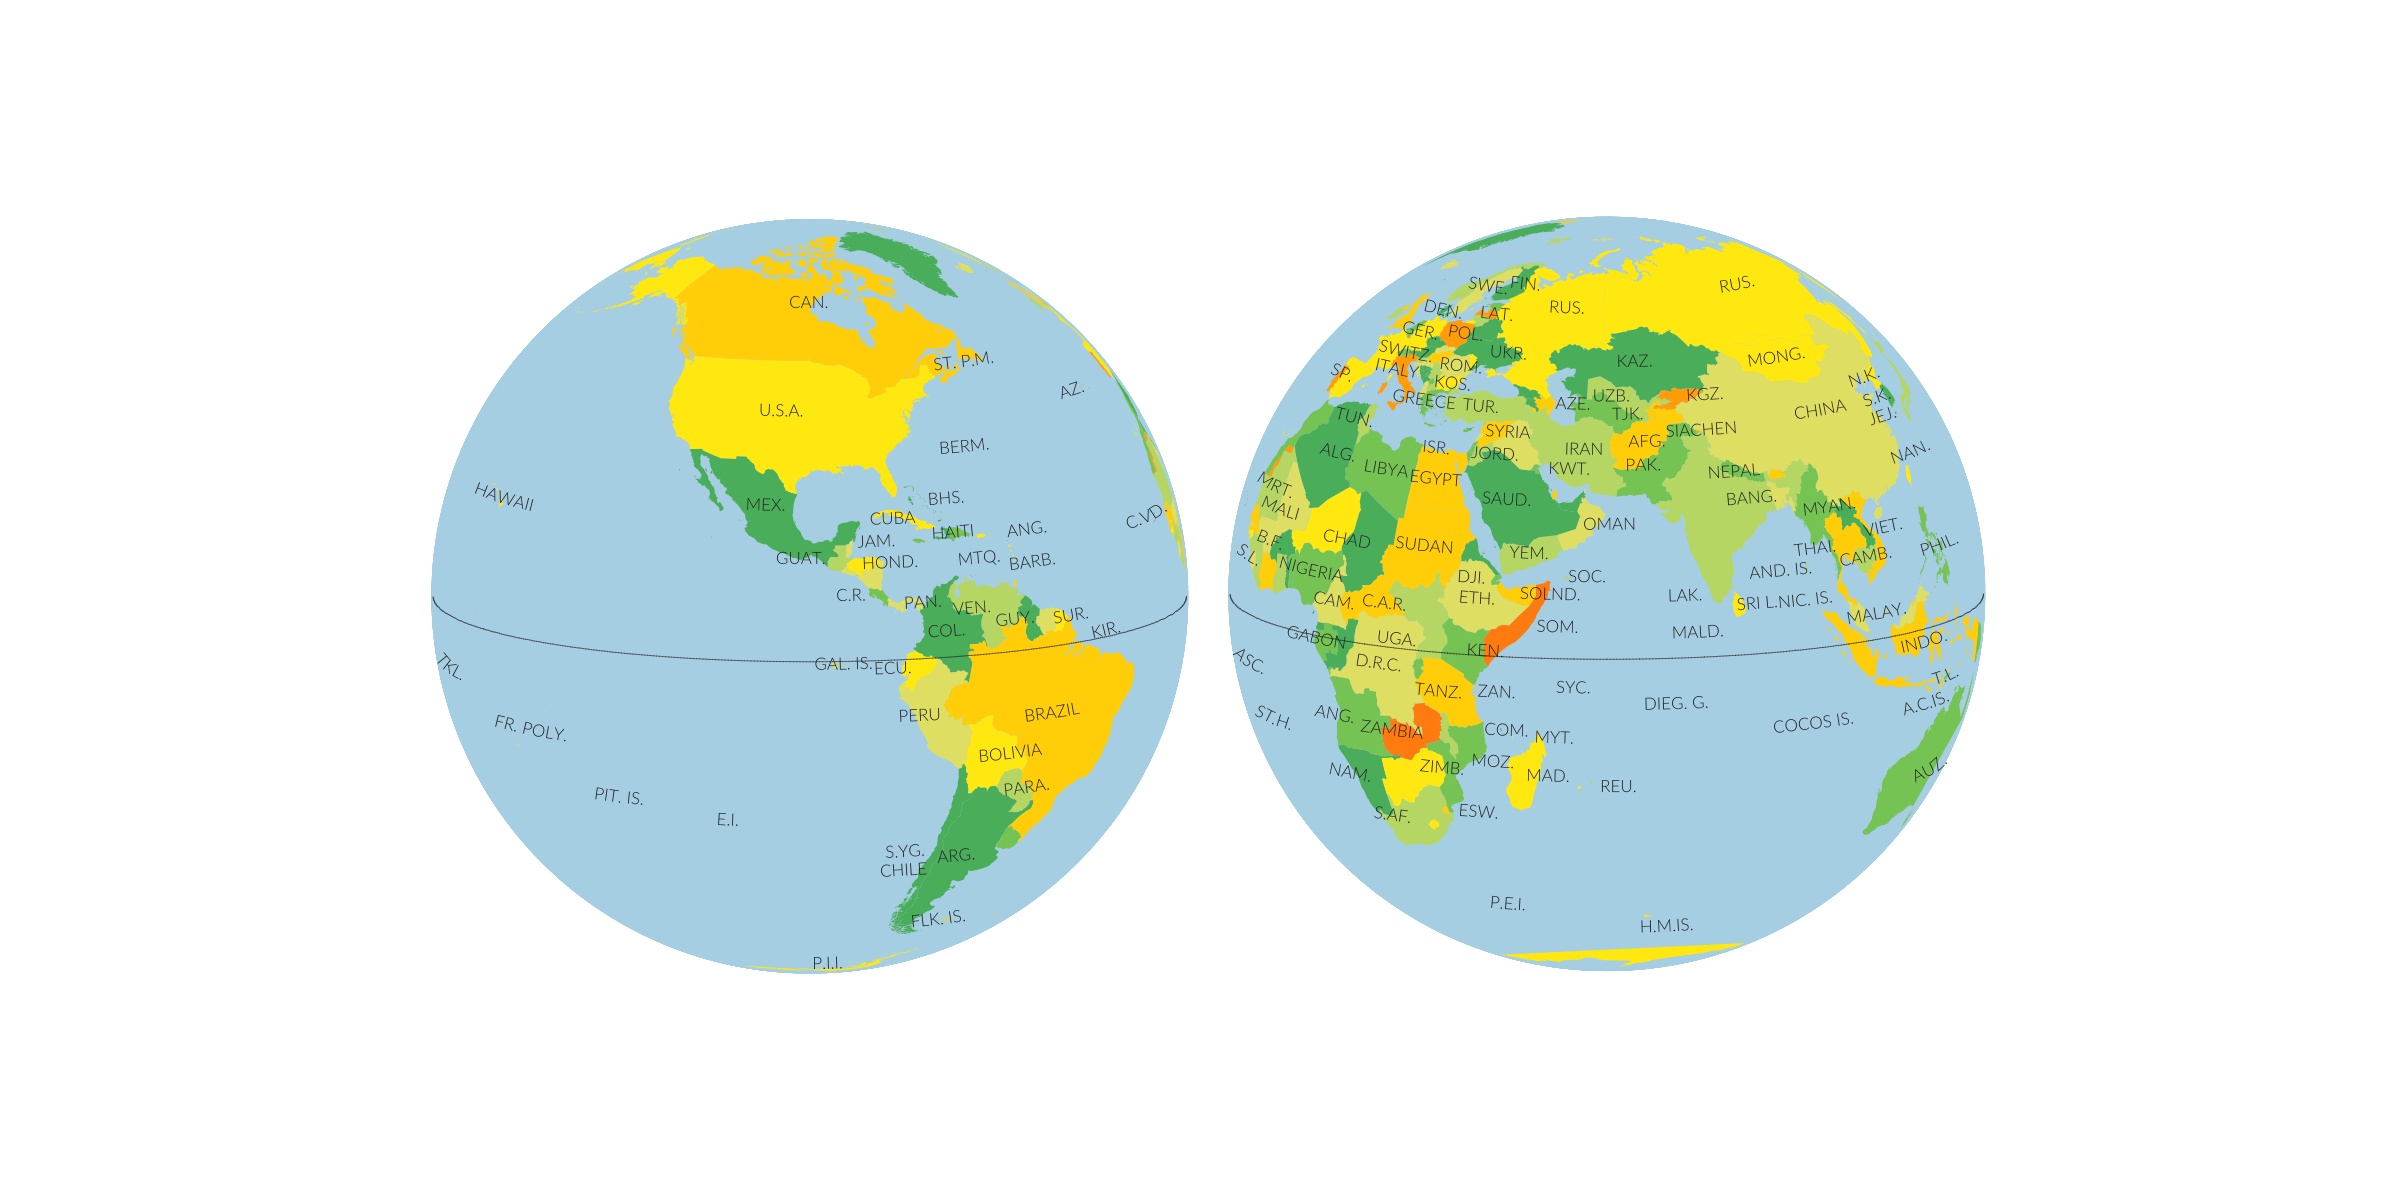 CAN.
ST. P.M.
AZ.
U.S.A.
BERM.
HAWAII
MEX.
BHS.
CUBA
HAITI
ANG.
C.VD.
JAM.
GUAT.
HOND.
MTQ.
BARB.
C.R.
PAN.
VEN.
GUY.
SUR.
COL.
KIR.
TKL.
GAL. IS.
ECU.
PERU
BRAZIL
FR. POLY.
BOLIVIA
PARA.
PIT. IS.
E.I.
S.YG.
CHILE
ARG.
FLK. IS.
P.I.I.
SWE.
FIN.
RUS.
RUS.
DEN.
LAT.
GER.
POL.
SWITZ.
UKR.
ITALY
ROM.
KAZ.
MONG.
SP.
KOS.
N.K.
GREECE
TUR.
AZE.
UZB.
KGZ.
S.K.
TUN.
TJK.
CHINA
JEJ.
SYRIA
SIACHEN
ALG.
ISR.
JORD.
IRAN
AFG.
NAN.
LIBYA
EGYPT
KWT.
PAK.
NEPAL
MRT.
MALI
SAUD.
BANG.
MYAN.
OMAN
VIET.
B.F.
CHAD
SUDAN
YEM.
THAI.
CAMB.
PHIL.
S.L.
NIGERIA
DJI.
SOC.
AND. IS.
CAM.
C.A.R.
ETH.
SOLND.
LAK.
SRI L.
NIC. IS.
MALAY.
GABON
UGA.
SOM.
MALD.
INDO.
KEN.
ASC.
D.R.C.
TANZ.
ZAN.
SYC.
DIEG. G.
T.L.
A.C.IS.
ST.H.
ANG.
ZAMBIA
COM.
MYT.
COCOS IS.
NAM.
ZIMB.
MOZ.
MAD.
REU.
AUZ.
S.AF.
ESW.
P.E.I.
H.M.IS.